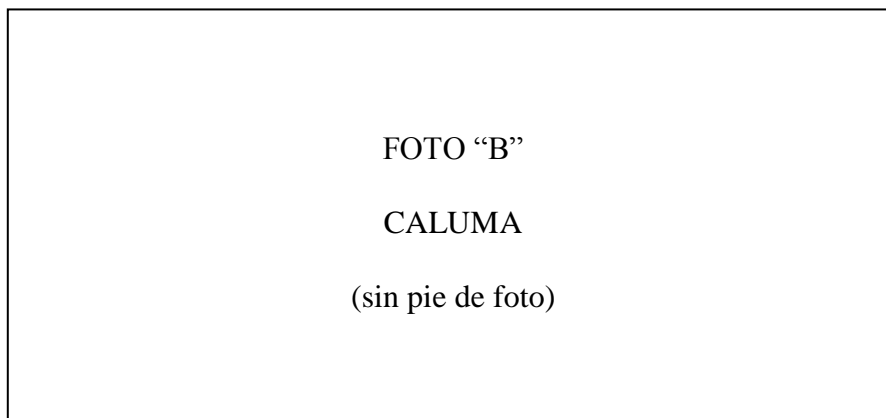 FOTO “B”
CALUMA
(sin pie de foto)